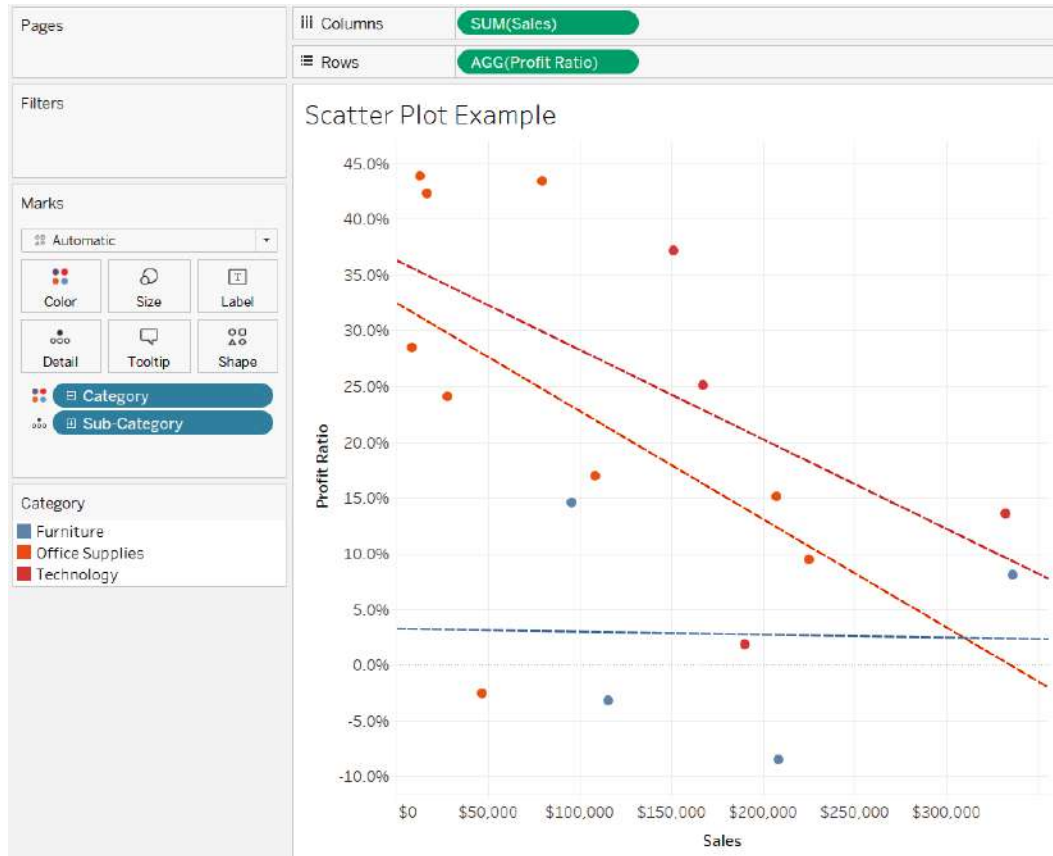 Pages
Columns SUM(Sales)
Rows AGG(Profit Ratio)
Filters
Marks
Automatic
Color Size Label
Detail Tooltip Shape
Category
Sub-Category
Category
Furniture
Office Supplies
Technology
Scatter Plot Example
Profit Ratio
45.0%
40.0%
35.0%
30.0%
25.0%
20.0%
15.0%
10.0%
5.0%
0.0%
-5.0%
-10.0%
$0 $50,000 $100,000 $150,000 $200,000 $250,000 $300,000
Sales